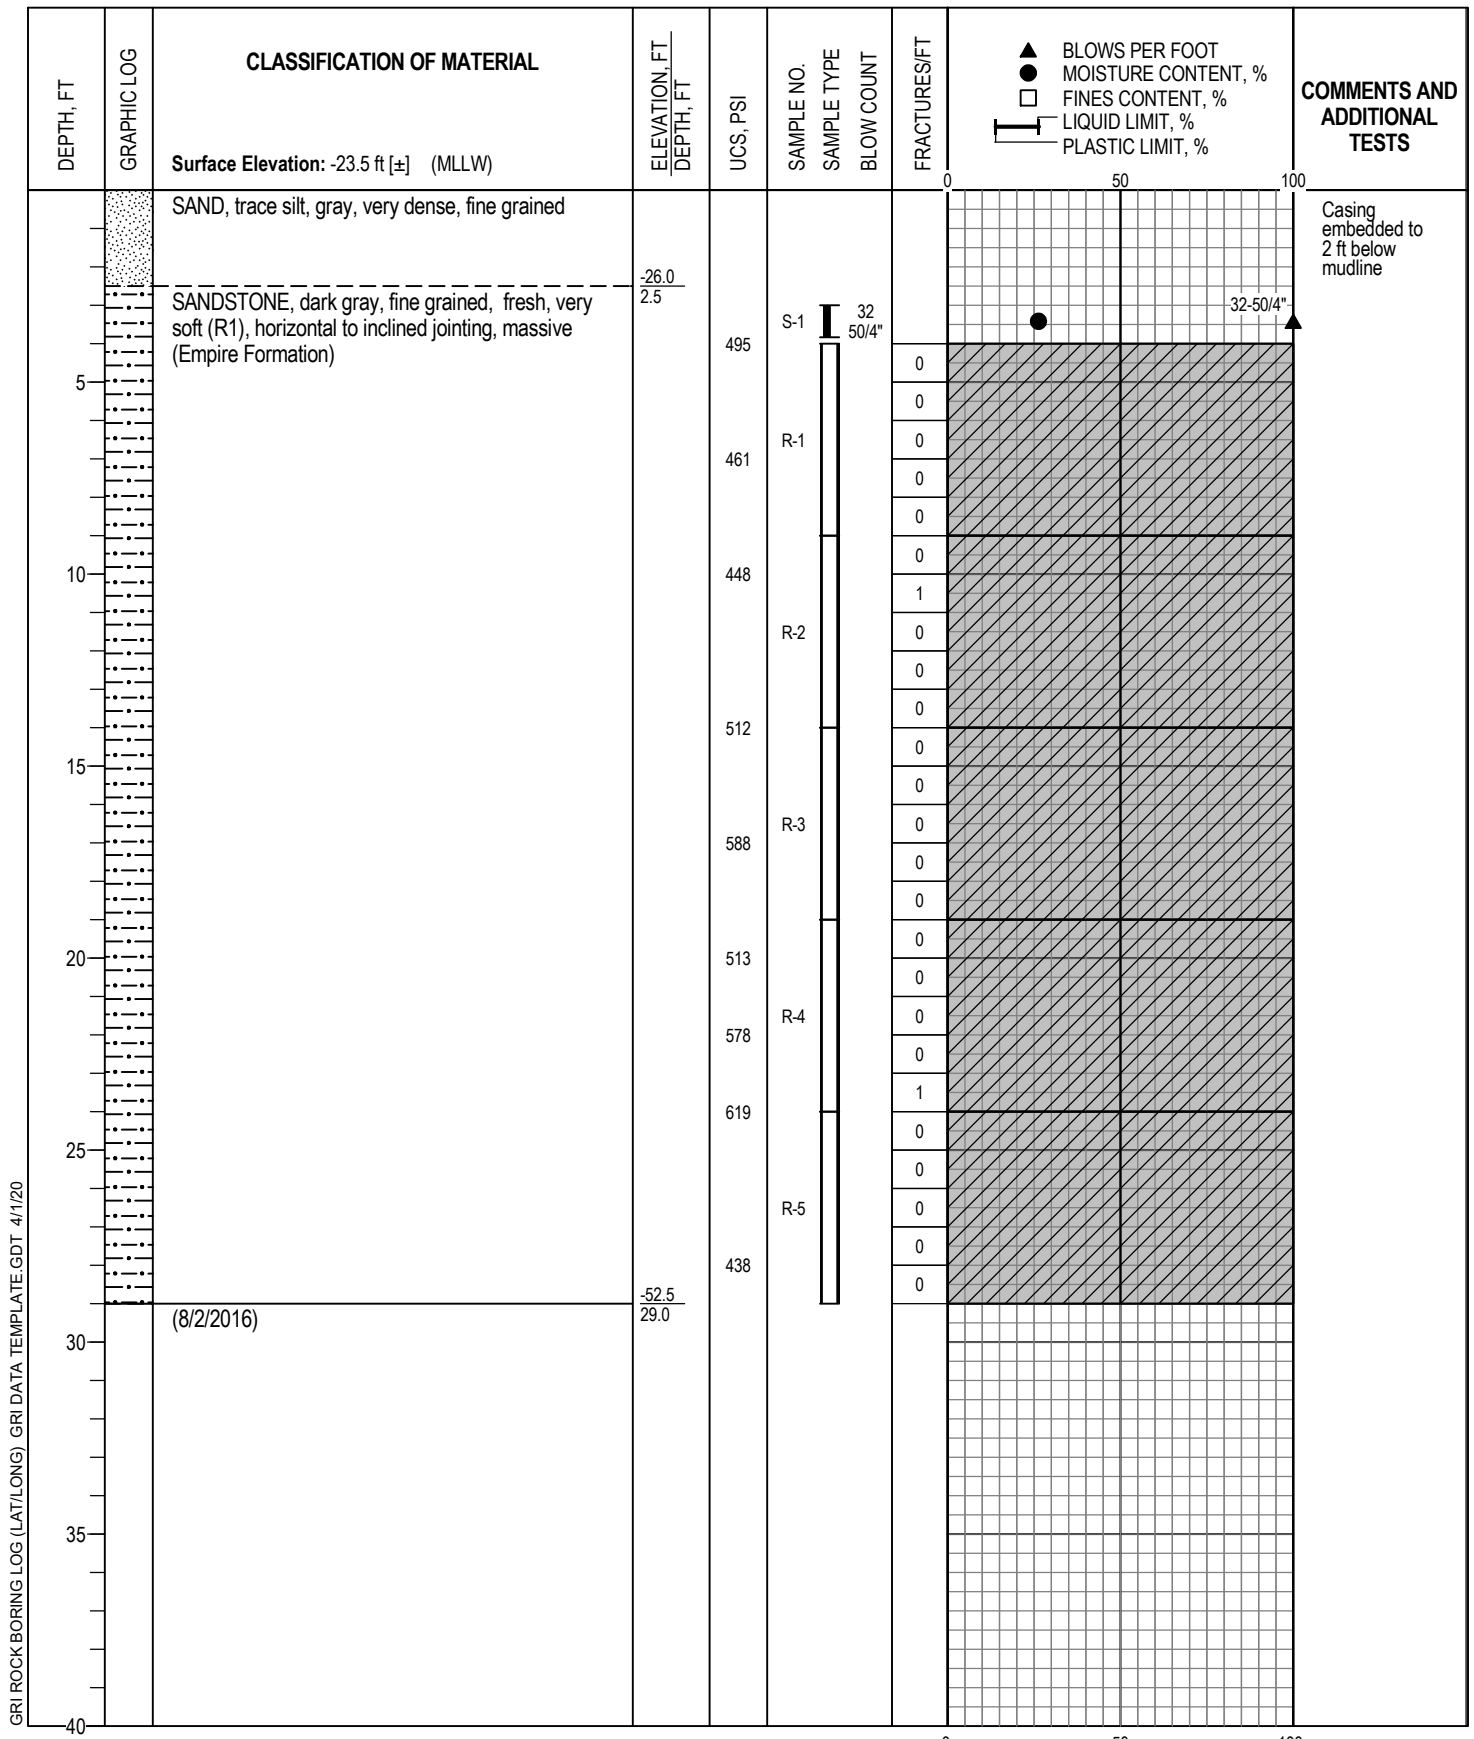 DEPTH, FT
GRAPHIC LOG
CLASSIFICATION OF MATERIAL
Surface Elevation: -23.5 ft [±] (MLLW)
ELEVATION, FT
DEPTH, FT
UCS, PSI
SAMPLE NO.
SAMPLE TYPE
BLOW COUNT
FRACTURES/FT
BLOWS PER FOOT
MOISTURE CONTENT, %
FINES CONTENT, %
LIQUID LIMIT, %
PLASTIC LIMIT, %
COMMENTS AND
ADDITIONAL
TESTS
0 50 100
SAND, trace silt, gray, very dense, fine grained
Casing
embedded to
2 ft below
mudline
-26.0
2.5
SANDSTONE, dark gray, fine grained, fresh, very
soft (R1), horizontal to inclined jointing, massive
(Empire Formation)
S-1
32
50/4"
32-50/4"
495
0
5
0
R-1
0
461
0
0
0
10
448
1
R-2
0
0
0
512
0
15
0
R-3
0
588
0
0
0
20
513
0
R-4
0
578
0
1
619
0
25
0
R-5
0
0
438
0
-52.5
29.0
(8/2/2016)
30
35
40
GRI ROCK BORING LOG (LAT/LONG) GRI DATA TEMPLATE.GDT 4/1/20